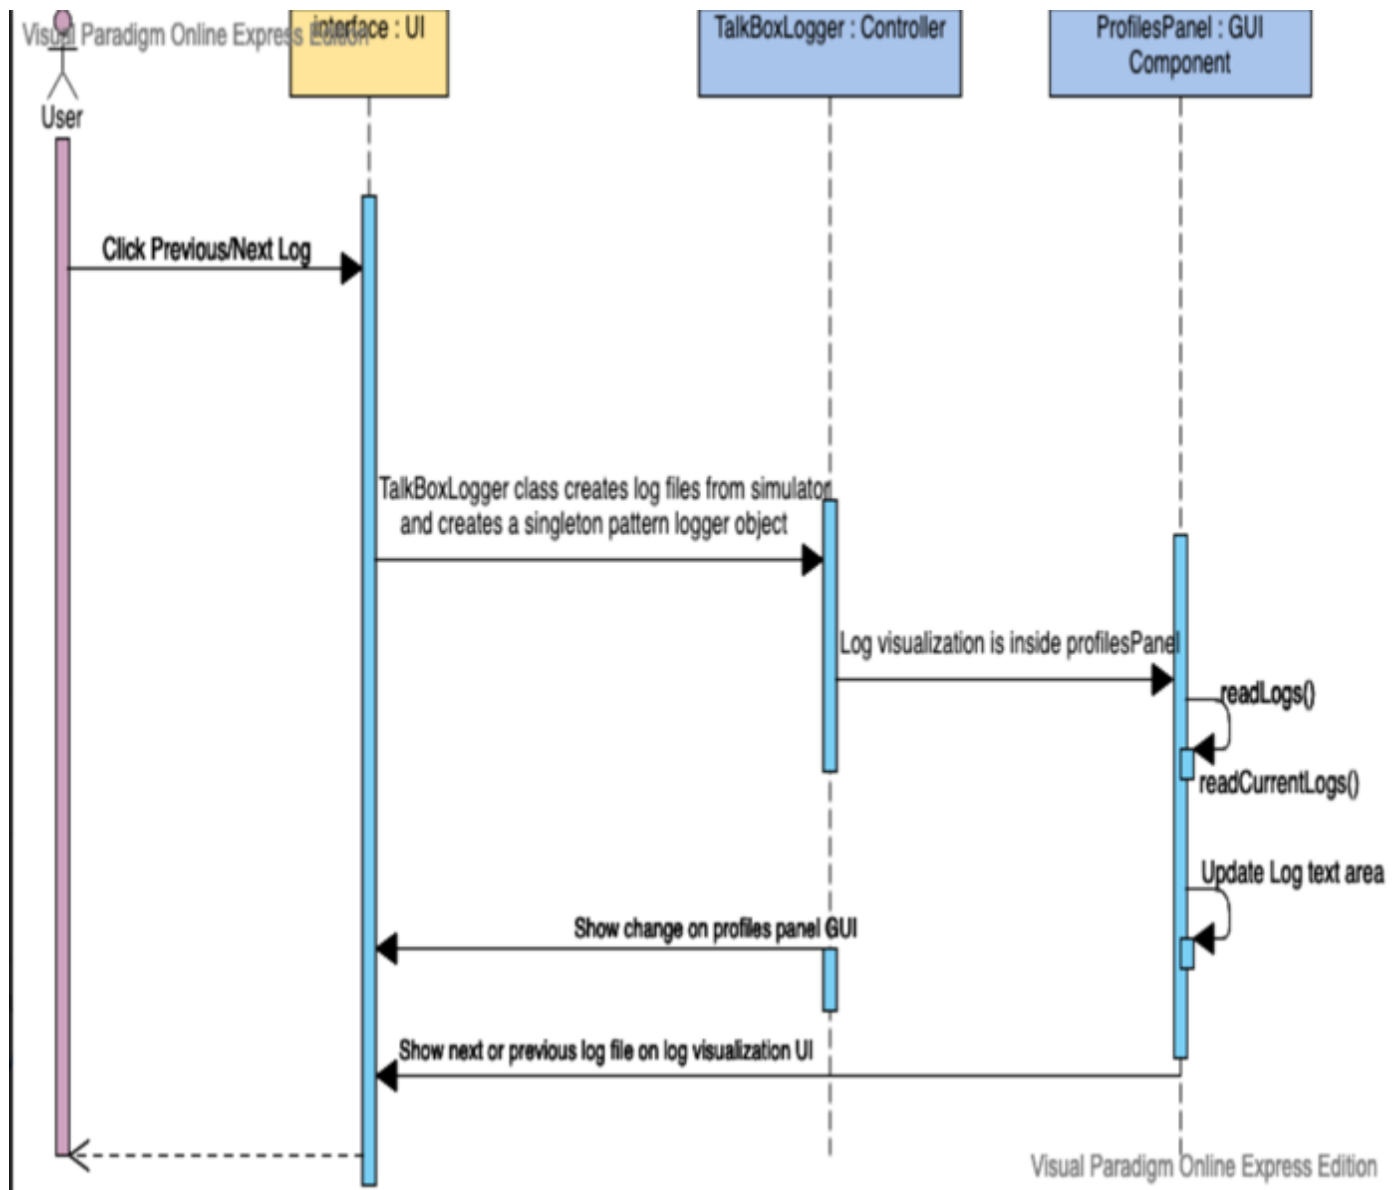 Visual Paradigm Online Express Edition
interface : UI
TalkBoxLogger : Controller
ProfilesPanel : GUI
Component
User
Click Previous/Next Log
TalkBoxLogger class creates log files from simulator
and creates a singleton pattern logger object
Log visualization is inside profilesPanel
readLogs()
readCurrentLogs()
Update Log text area
Show change on profiles panel GUI
Show next or previous log file on log visualization UI
Visual Paradigm Online Express Edition